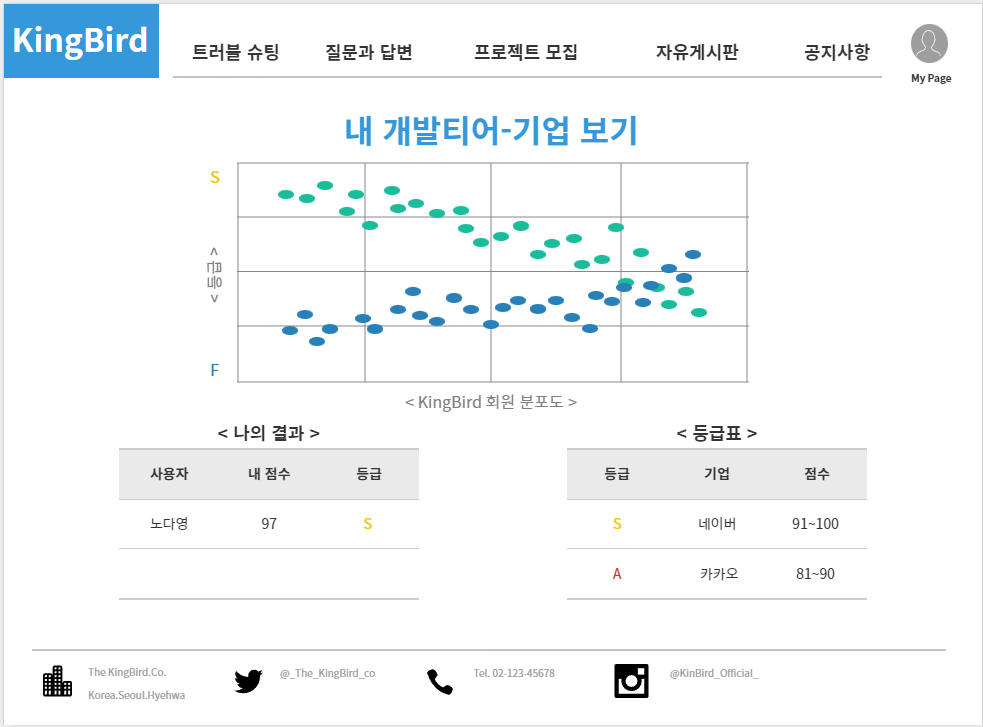 KingBird
트러블 슈팅 질문과 답변 프로젝트 모집 자유게시판 공지사항
My Page
내 개발티어-기업 보기
S
< 등급 >
F
< KingBird 회원 분포도 >
< 나의 결과 >
사용자 내 점수 등급
노다영 97 S
< 등급표 >
등급 기업 점수
S 네이버 91~100
A 카카오 81~90
The KingBird.Co.
Korea.Seoul.Hyehwa
@_The_KingBird_co
Tel. 02-123-45678
@KinBird_Official_